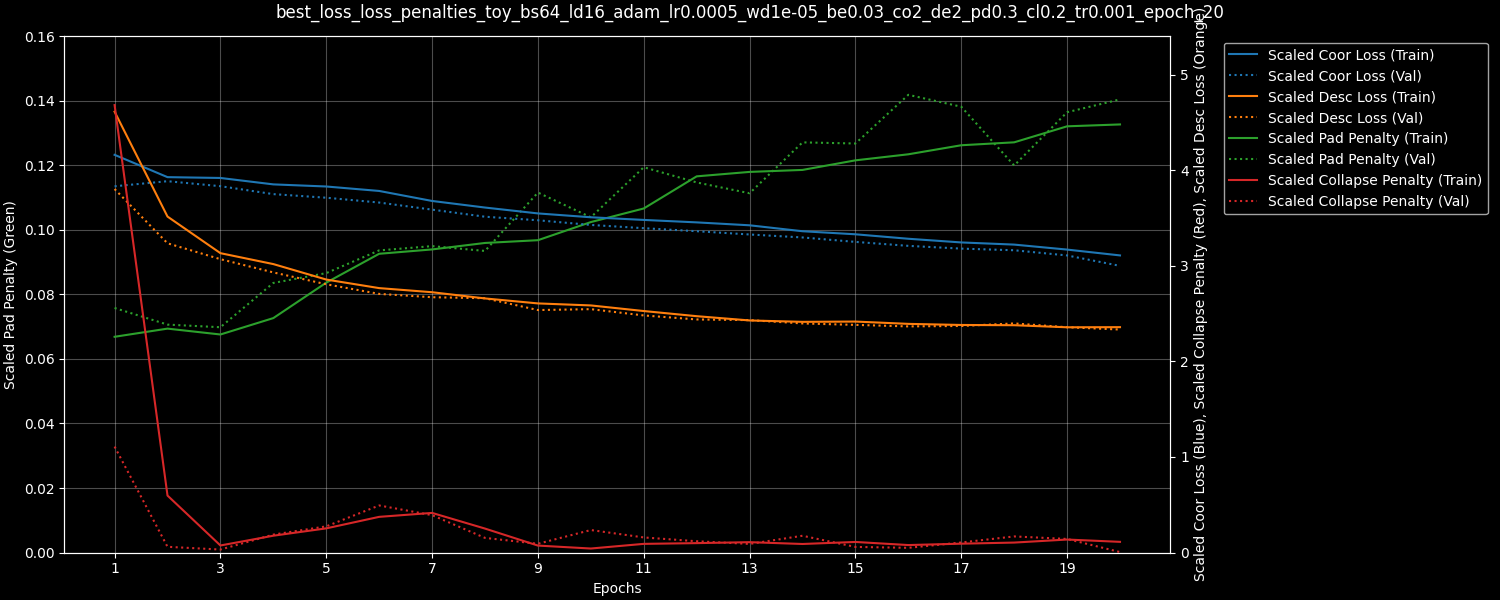 best_loss_loss_penalties_toy_bs64_ld16_adam_lr0.0005_wd1e-05_be0.03_co2_de2_pd0.3_cl0.2_tr0.001_epoch_20
Scaled Pad Penalty (Green)
0.16
0.14
0.12
0.10
0.08
0.06
0.04
0.02
0.00
1
3
5
7
9
11
13
15
17
19
Epochs
5
4
3
2
1
0
Scaled Coor Loss (Blue), Scaled Collapse Penalty (Red), Scaled Desc Loss (Orange)
Scaled Coor Loss (Train)
Scaled Coor Loss (Val)
Scaled Desc Loss (Train)
Scaled Desc Loss (Val)
Scaled Pad Penalty (Train)
Scaled Pad Penalty (Val)
Scaled Collapse Penalty (Train)
Scaled Collapse Penalty (Val)